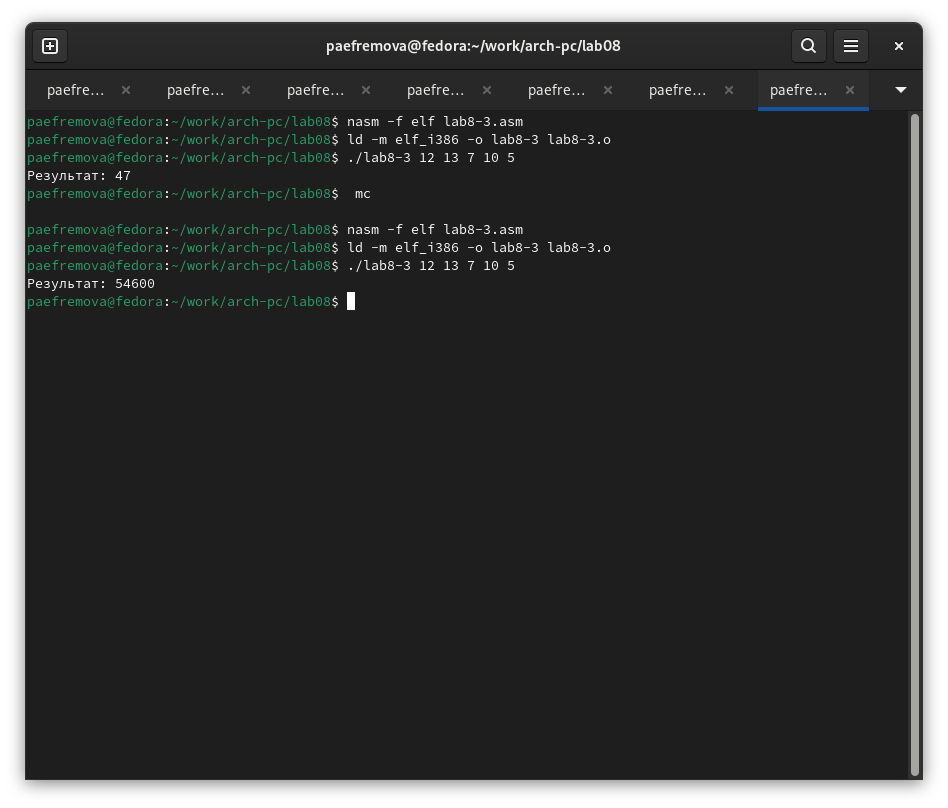 paefremova@fedora:~/work/arch-pc/lab08
paefre… paefre… paefre… paefre… paefre… paefre… paefre…
paefremova@fedora:~/work/arch-pc/lab08$ nasm -f elf lab8-3.asm
paefremova@fedora:~/work/arch-pc/lab08$ ld -m elf_i386 -o lab8-3 lab8-3.o
paefremova@fedora:~/work/arch-pc/lab08$ ./lab8-3 12 13 7 10 5
Результат: 47
paefremova@fedora:~/work/arch-pc/lab08$  mc
paefremova@fedora:~/work/arch-pc/lab08$ nasm -f elf lab8-3.asm
paefremova@fedora:~/work/arch-pc/lab08$ ld -m elf_i386 -o lab8-3 lab8-3.o
paefremova@fedora:~/work/arch-pc/lab08$ ./lab8-3 12 13 7 10 5
Результат: 54600
paefremova@fedora:~/work/arch-pc/lab08$